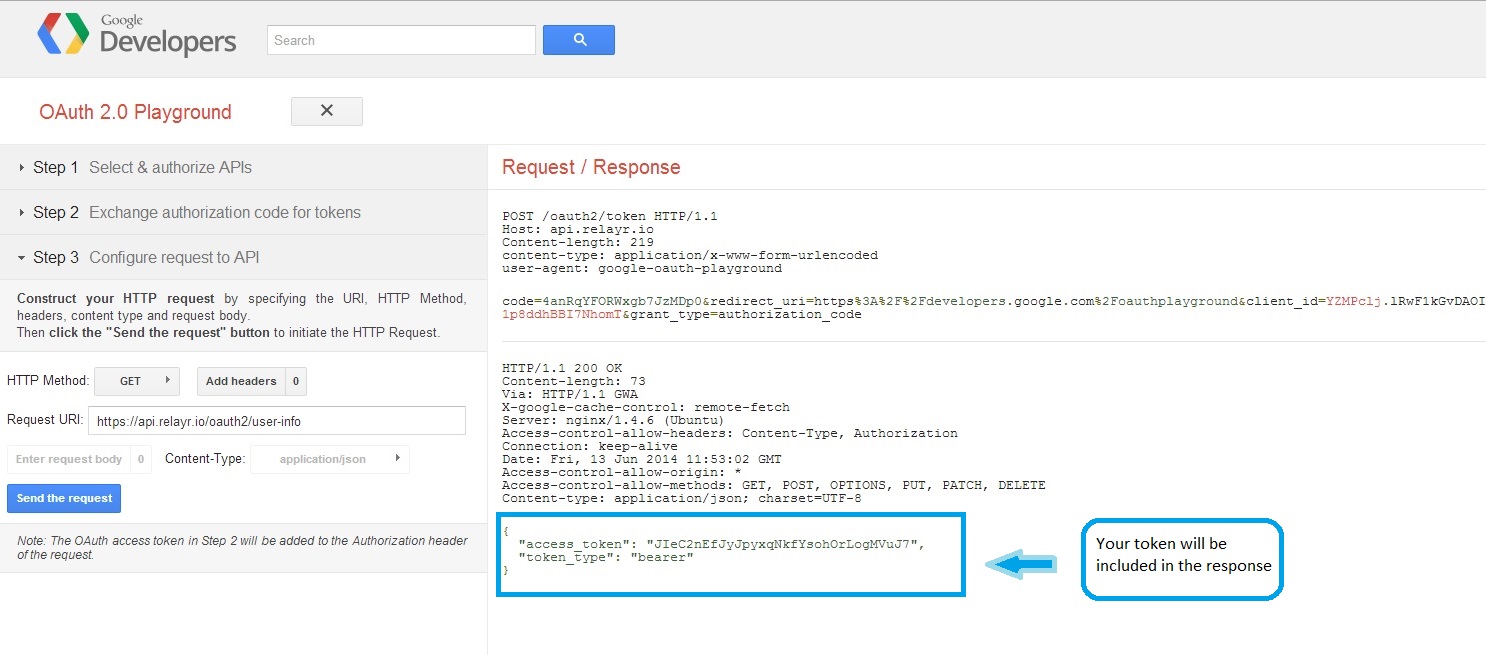 Google
Developers
Search
OAuth 2.0 Playground
Step 1 Select & authorize APIs
Step 2 Exchange authorization code for tokens
Step 3 Configure request to API
Construct your HTTP request by specifying the URI, HTTP Method,
headers, content type and request body.
Then click the "Send the request" button to initiate the HTTP Request.
HTTP Method: GET Add headers 0
Request URI: https://api.relayr.io/oauth2/user-info
Enter request body 0 Content-Type: application/json
Send the request
Note: The OAuth access token in Step 2 will be added to the Authorization header
of the request.
Request / Response
POST /oauth2/token HTTP/1.1
Host: api.relayr.io
Content-length: 219
content-type: application/x-www-form-urlencoded
user-agent: google-oauth-playground
code=4anRqYFORWxgb7JzMDp0&redirect_uri=https%3A%2F%2Fdevelopers.google.com%2Foauthplayground&client_id=YZMPclj.lRwF1kGvDAOI
lp8ddhBBI7NhomT&grant_type=authorization_code
HTTP/1.1 200 OK
Content-length: 73
Via: HTTP/1.1 GWA
X-google-cache-control: remote-fetch
Server: nginx/1.4.6 (Ubuntu)
Access-control-allow-headers: Content-Type, Authorization
Connection: keep-alive
Date: Fri, 13 Jun 2014 11:53:02 GMT
Access-control-allow-origin: *
Access-control-allow-methods: GET, POST, OPTIONS, PUT, PATCH, DELETE
Content-type: application/json; charset=UTF-8
{
"access_token": "JIeC2nEfJyJpyxqNkfYsohOrLogMVuJ7",
"token_type": "bearer"
}
Your token will be
included in the response